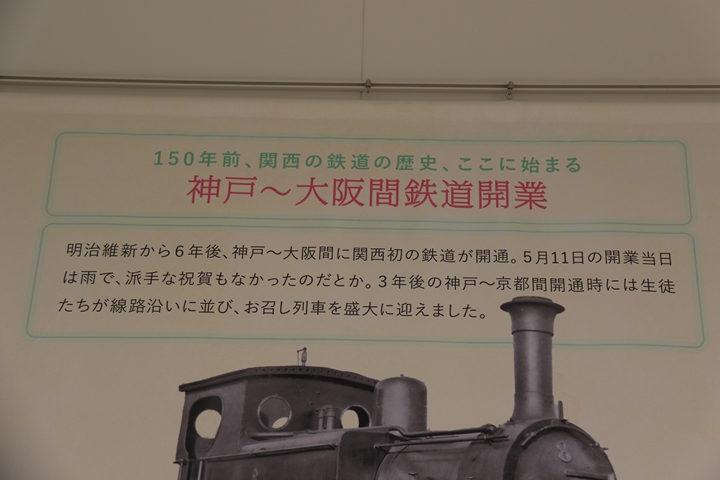 150年前、関西の鉄道の歴史、ここに始まる
神戸～大阪間鉄道開業
明治維新から6年後、神戸～大阪間に関西初の鉄道が開通。5月11日の開業当日
は雨で、派手な祝賀もなかったのだとか。3年後の神戸～京都間開通時には生徒
たちが線路沿いに並び、お召し列車を盛大に迎えました。